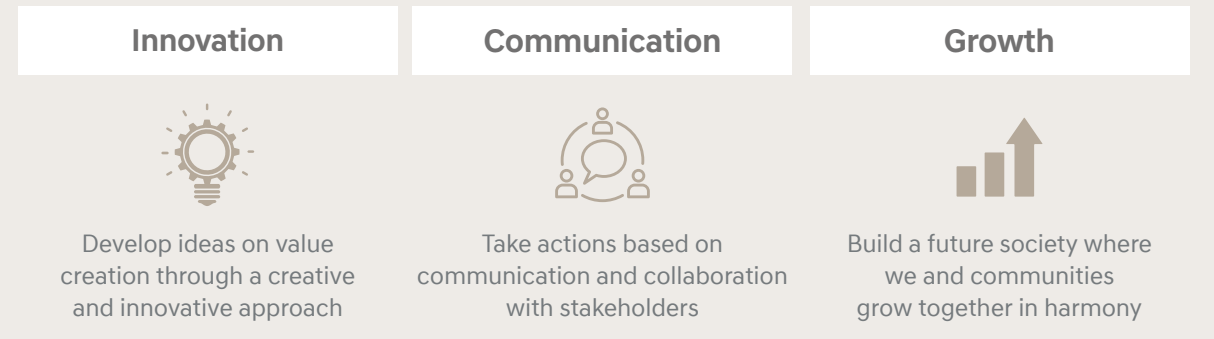 Innovation
Develop ideas on value
creation through a creative
and innovative approach
Communication
Take actions based on
communication and collaboration
with stakeholders
Growth
Build a future society where
we and communities
grow together in harmony